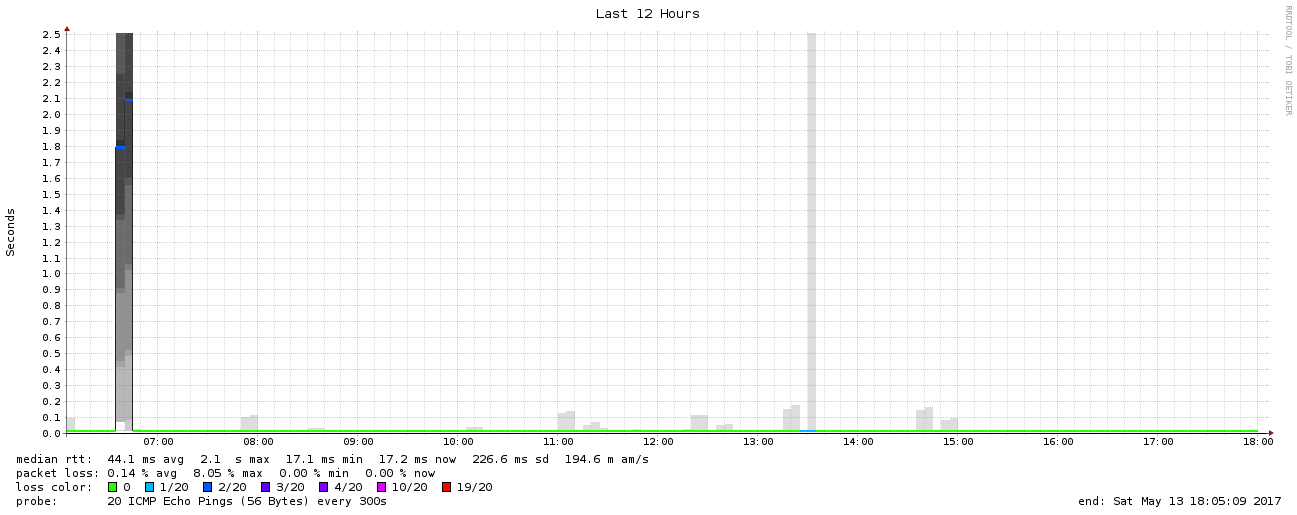 Last 12 Hours
RRDTOOL / TOBI OETIKER
Seconds
2.5
2.4
2.3
2.2
2.1
2.0
1.9
1.8
1.7
1.6
1.5
1.4
1.3
1.2
1.1
1.0
0.9
0.8
0.7
0.6
0.5
0.4
0.3
0.2
0.1
0.0
07:00 08:00 09:00 10:00 11:00 12:00 13:00 14:00 15:00 16:00 17:00 18:00
median rtt: 44.1 ms avg 2.1 s max 17.1 ms min 17.2 ms now 226.6 ms sd 194.6 m am/s
packet loss: 0.14 % avg 8.05 % max 0.00 % min 0.00 % now
loss color: 0 1/20 2/20 3/20 4/20 10/20 19/20
probe: 20 ICMP Echo Pings (56 Bytes) every 300s
end: Sat May 13 18:05:09 2017